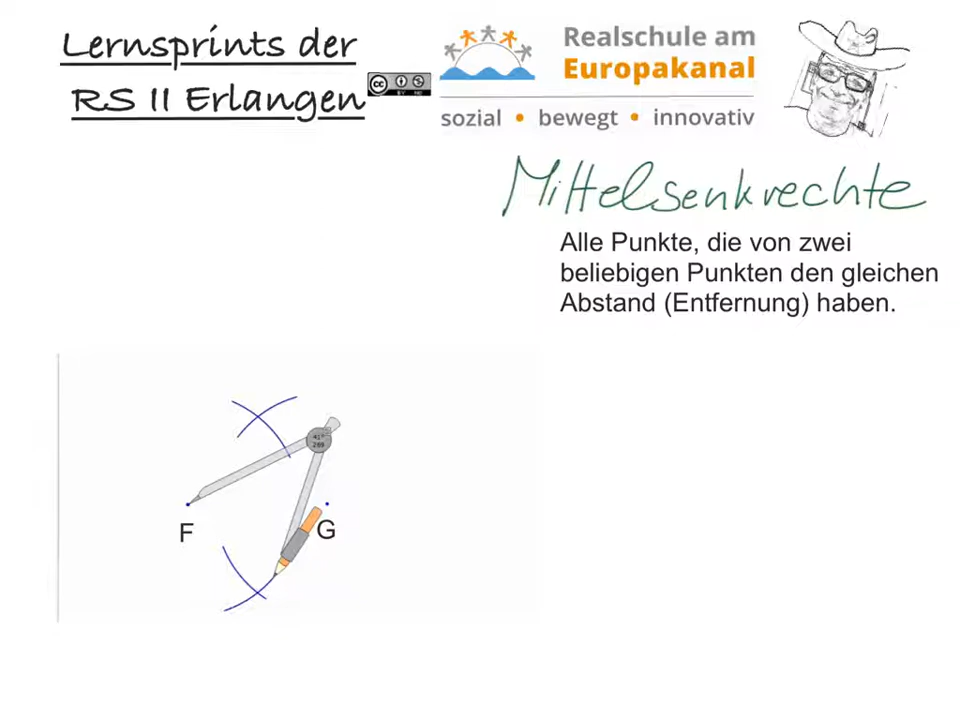 Lernsprints der
RS II Erlangen
Realschule am
Europakanal
sozial • bewegt • innovativ
Mittelsenkrechte
Alle Punkte, die von zwei
beliebigen Punkten den gleichen
Abstand (Entfernung) haben.
F
G